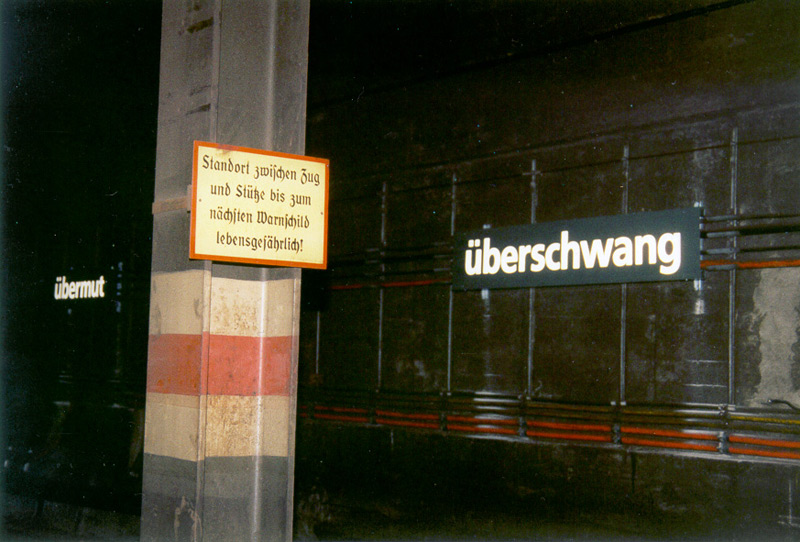 Standort zwischen Zug
und Stütze bis zum
nächsten Warnschild
lebensgefährlich!
überschwang
übermut